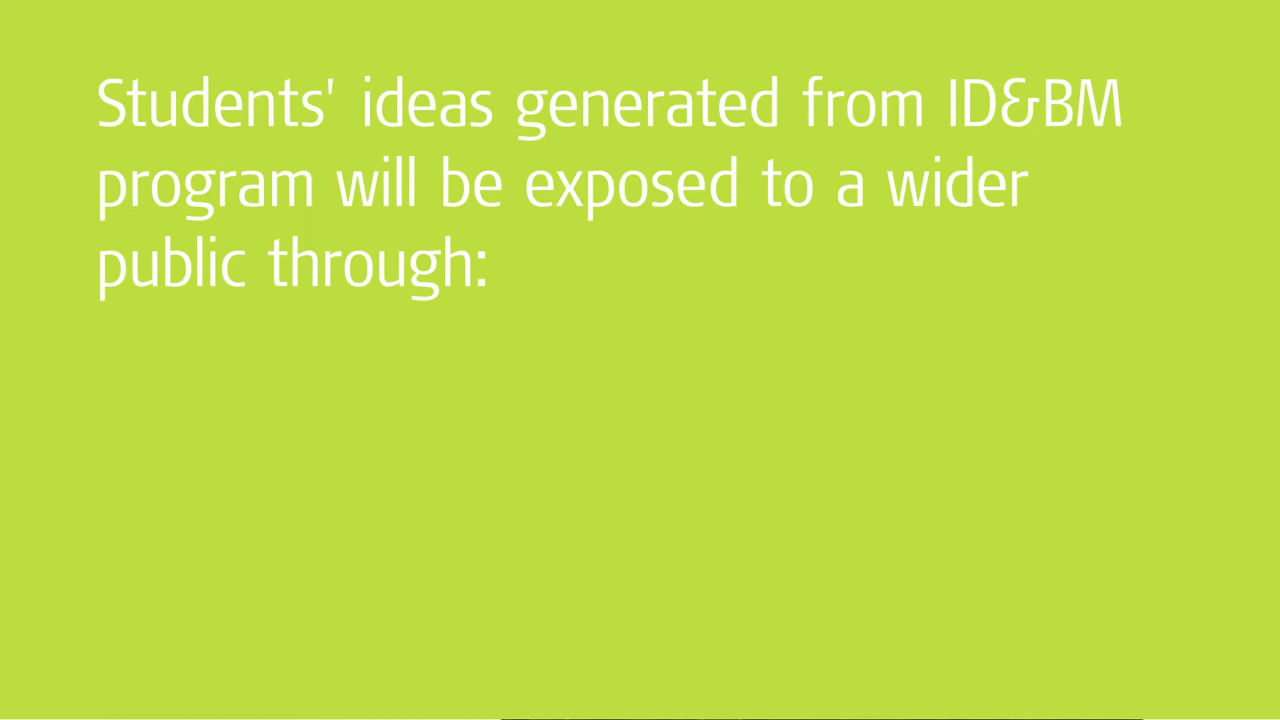 Students' ideas generated from ID&BM
program will be exposed to a wider
public through: